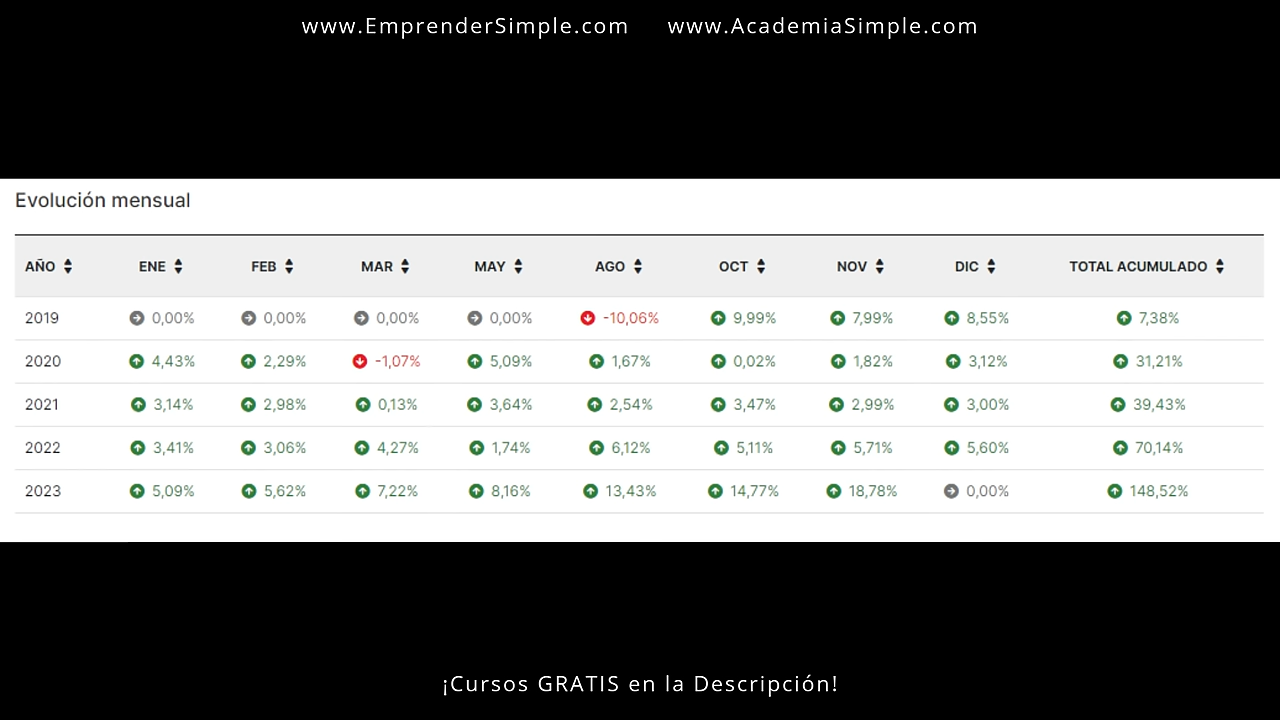 www.EmprenderSimple.com www.AcademiaSimple.com
Evolución mensual
AÑO ENE FEB MAR MAY AGO OCT NOV DIC TOTAL ACUMULADO
2019 0,00% 0,00% 0,00% 0,00% -10,06% 9,99% 7,99% 8,55% 7,38%
2020 4,43% 2,29% -1,07% 5,09% 1,67% 0,02% 1,82% 3,12% 31,21%
2021 3,14% 2,98% 0,13% 3,64% 2,54% 3,47% 2,99% 3,00% 39,43%
2022 3,41% 3,06% 4,27% 1,74% 6,12% 5,11% 5,71% 5,60% 70,14%
2023 5,09% 5,62% 7,22% 8,16% 13,43% 14,77% 18,78% 0,00% 148,52%
¡Cursos GRATIS en la Descripción!